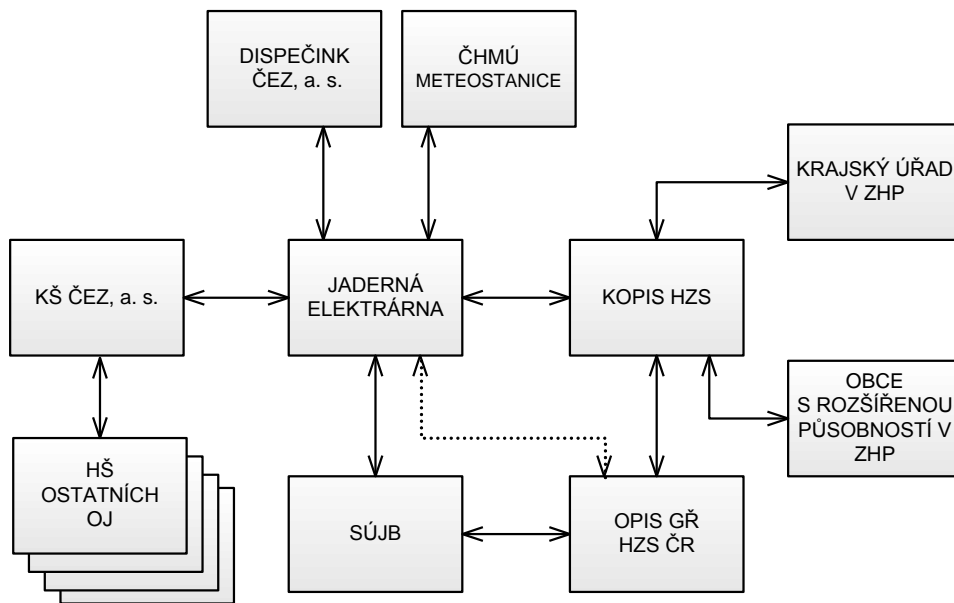 DISPEČINK
ČEZ, a. s.
ČHMÚ
METEOSTANICE
KRAJSKÝ ÚŘAD
V ZHP
KŠ ČEZ, a. s.
JADERNÁ
ELEKTRÁRNA
KOPIS HZS
OBCE
S ROZŠÍŘENOU
PŮSOBNOSTÍ V
ZHP
HŠ
OSTATNÍCH
OJ
SÚJB
OPIS GŘ
HZS ČR